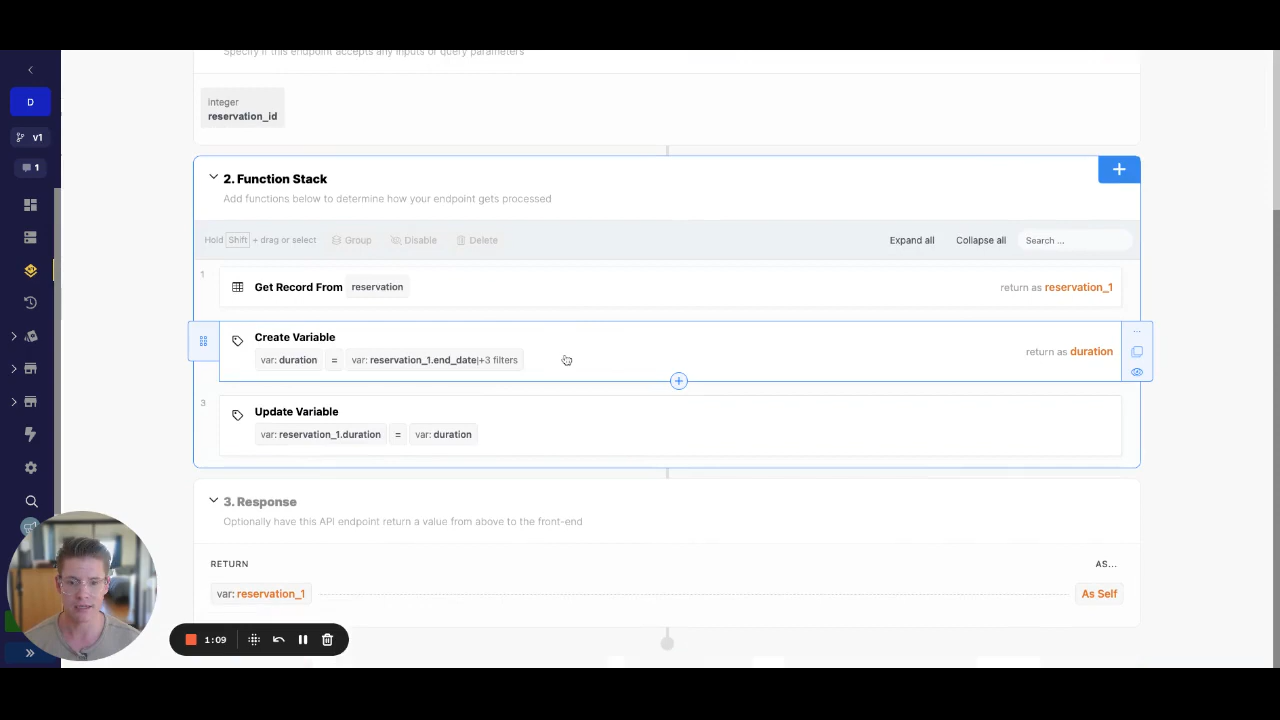 Specify if this endpoint accepts any inputs or query parameters
D
v1
1
integer
reservation_id
2. Function Stack
Add functions below to determine how your endpoint gets processed
Hold Shift + drag or select Group Disable Delete Expand all Collapse all Search ...
1
Get Record From reservation return as reservation_1
Create Variable
var: duration = var: reservation_1.end_date|+3 filters return as duration
3
Update Variable
var: reservation_1.duration = var: duration
3. Response
Optionally have this API endpoint return a value from above to the front-end
RETURN AS...
var: reservation_1 As Self
1:09